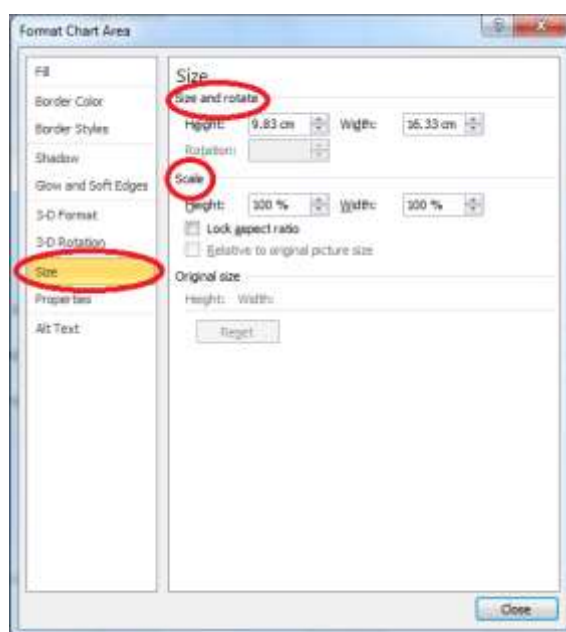 Format Chart Area
Fill
Border Color
Border Styles
Shadow
Glow and Soft Edges
3-D Format
3-D Rotation
Size
Properties
Alt Text
Size
Size and rotate
Height: 9.83 cm Width: 16.33 cm
Rotation:
Scale
Height: 100 % Width: 100 %
Lock aspect ratio
Relative to original picture size
Original size
Height: Width:
Reset
Close